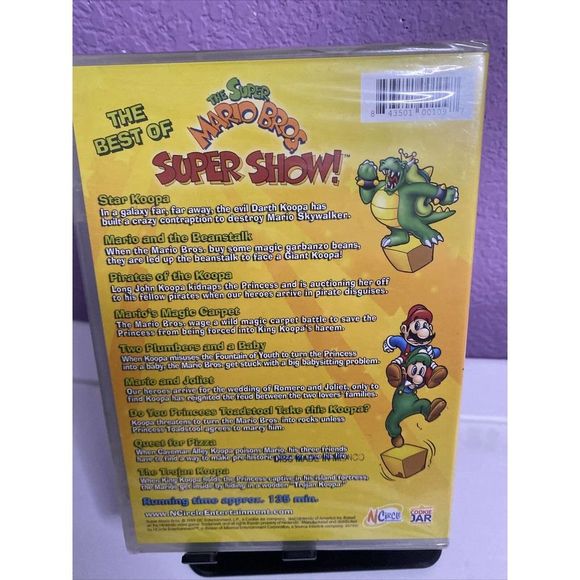 THE BEST OF
THE SUPER
MARIO BROS.
SUPER SHOW!™
8 43501 00109 7
Star Koopa
In a galaxy far, far away, the evil Darth Koopa has
built a crazy contraption to destroy Mario Skywalker.
Mario and the Beanstalk
When the Mario Bros. buy some magic garbanzo beans,
they are led up the beanstalk to face a Giant Koopa!
Pirates of the Koopa
Long John Koopa kidnaps the Princess and is auctioning her off
to his fellow pirates when our heroes arrive in pirate disguises.
Mario's Magic Carpet
The Mario Bros. wage a wild magic carpet battle to save the
Princess from being forced into King Koopa's harem.
Two Plumbers and a Baby
When Koopa misuses the Fountain of Youth to turn the Princess
into a baby, the Mario Bros. get stuck with a big babysitting problem.
Mario and Joliet
Our heroes arrive for the wedding of Romero and Joliet, only to
find Koopa has reignited the feud between the two lovers' families.
Do You Princess Toadstool Take this Koopa?
Koopa threatens to turn the Mario Bros. into rocks unless
Princess Toadstool agrees to marry him.
Quest for Pizza
When Caveman Alley Koopa poisons Mario, his three friends
have to find a way to make pre-historic
The Trojan Koopa
When King Koopa holds the Princess captive in his island fortress,
the Marios get inside by hiding in a wooden "Trojan Koopa".
Running time approx. 135 min.
www.NCircleEntertainment.com
NCircle
COOKIE JAR